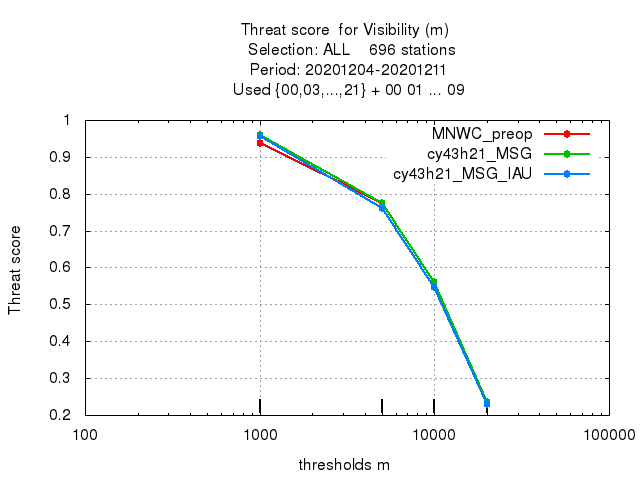 Threat score  for Visibility (m)
Selection: ALL    696 stations
Period: 20201204-20201211
Used {00,03,...,21} + 00 01 ... 09
MNWC_preop
cy43h21_MSG
cy43h21_MSG_IAU
1
0.9
0.8
0.7
0.6
0.5
0.4
0.3
0.2
Threat score
100 1000 10000 100000
thresholds m